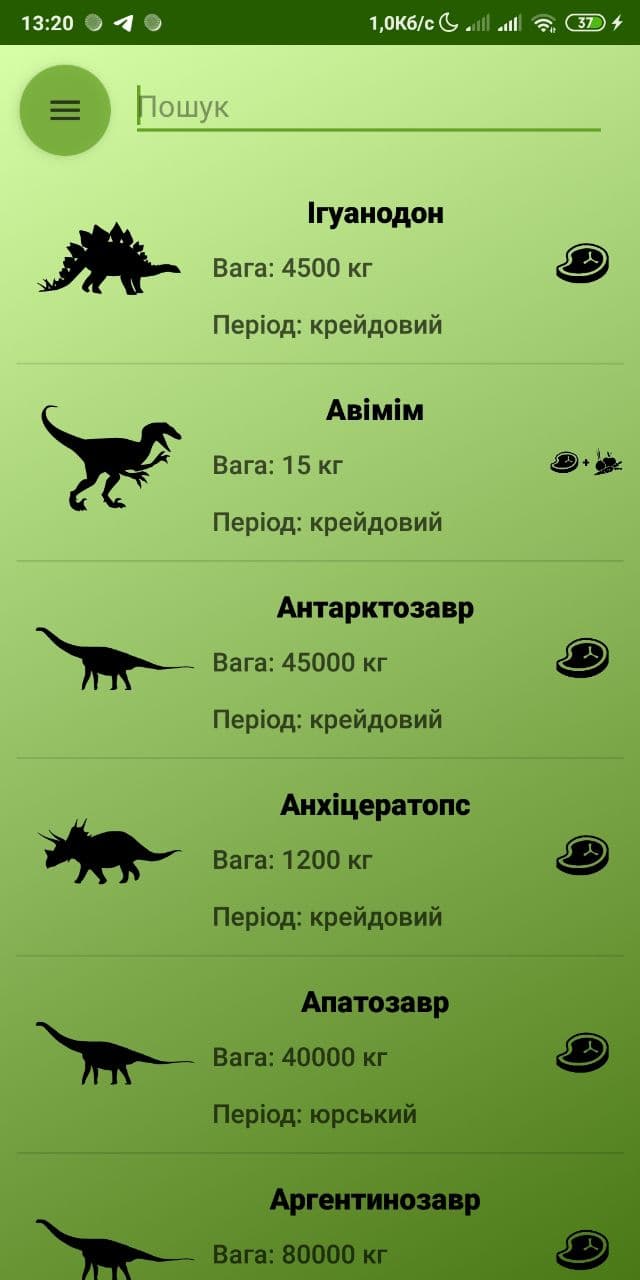 13:20
1,0Кб/с
37
Пошук
Ігуанодон
Вага: 4500 кг
Період: крейдовий
Авімім
Вага: 15 кг
Період: крейдовий
Антарктозавр
Вага: 45000 кг
Період: крейдовий
Анхіцератопс
Вага: 1200 кг
Період: крейдовий
Апатозавр
Вага: 40000 кг
Період: юрський
Аргентинозавр
Вага: 80000 кг